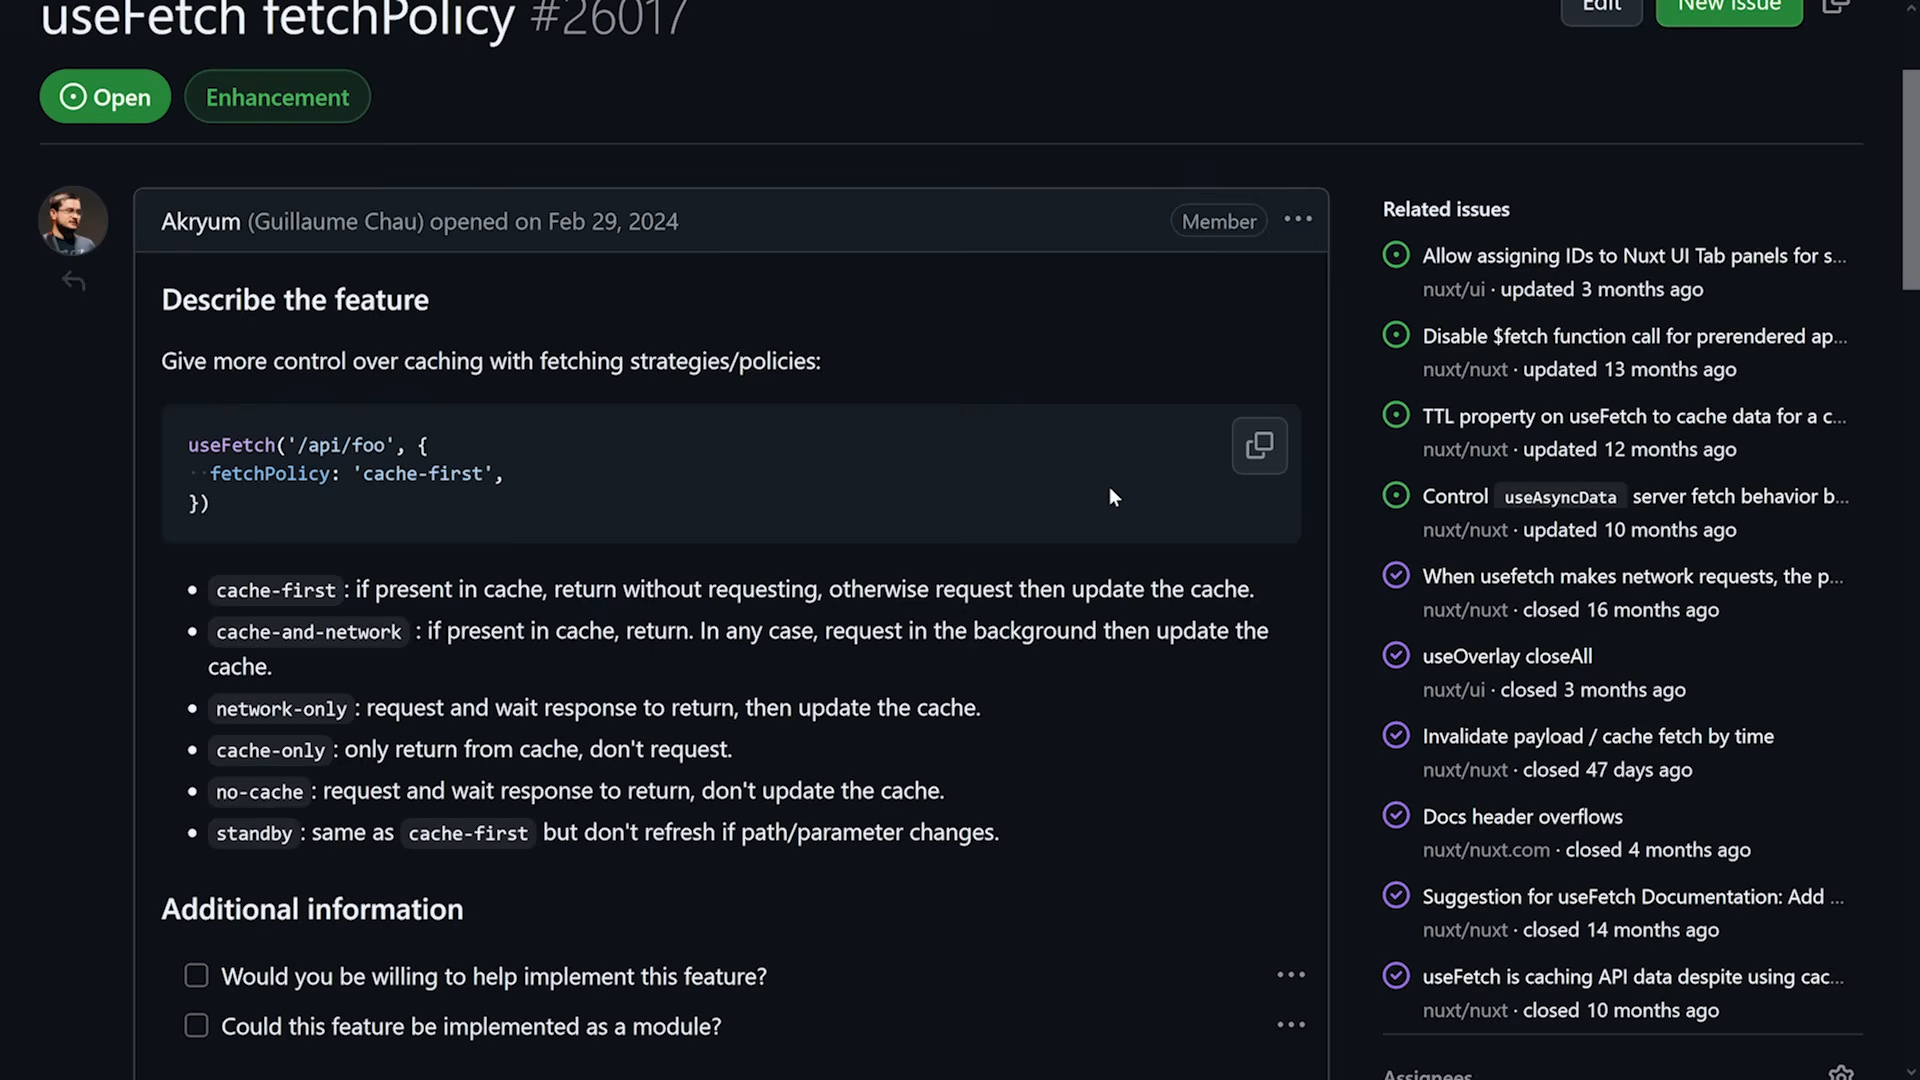 useFetch fetchPolicy #26017
Edit
New issue
Open
Enhancement
Akryum (Guillaume Chau) opened on Feb 29, 2024
Member
Describe the feature
Give more control over caching with fetching strategies/policies:
useFetch('/api/foo', {
fetchPolicy: 'cache-first',
})
• cache-first : if present in cache, return without requesting, otherwise request then update the cache.
• cache-and-network : if present in cache, return. In any case, request in the background then update the
cache.
• network-only : request and wait response to return, then update the cache.
• cache-only : only return from cache, don't request.
• no-cache : request and wait response to return, don't update the cache.
• standby : same as cache-first but don't refresh if path/parameter changes.
Additional information
Would you be willing to help implement this feature?
Could this feature be implemented as a module?
Related issues
Allow assigning IDs to Nuxt UI Tab panels for s...
nuxt/ui · updated 3 months ago
Disable $fetch function call for prerendered ap...
nuxt/nuxt · updated 13 months ago
TTL property on useFetch to cache data for a c...
nuxt/nuxt · updated 12 months ago
Control useAsyncData server fetch behavior b...
nuxt/nuxt · updated 10 months ago
When usefetch makes network requests, the p...
nuxt/nuxt · closed 16 months ago
useOverlay closeAll
nuxt/ui · closed 3 months ago
Invalidate payload / cache fetch by time
nuxt/nuxt · closed 47 days ago
Docs header overflows
nuxt/nuxt.com · closed 4 months ago
Suggestion for useFetch Documentation: Add ...
nuxt/nuxt · closed 14 months ago
useFetch is caching API data despite using cac...
nuxt/nuxt · closed 10 months ago
Assignees